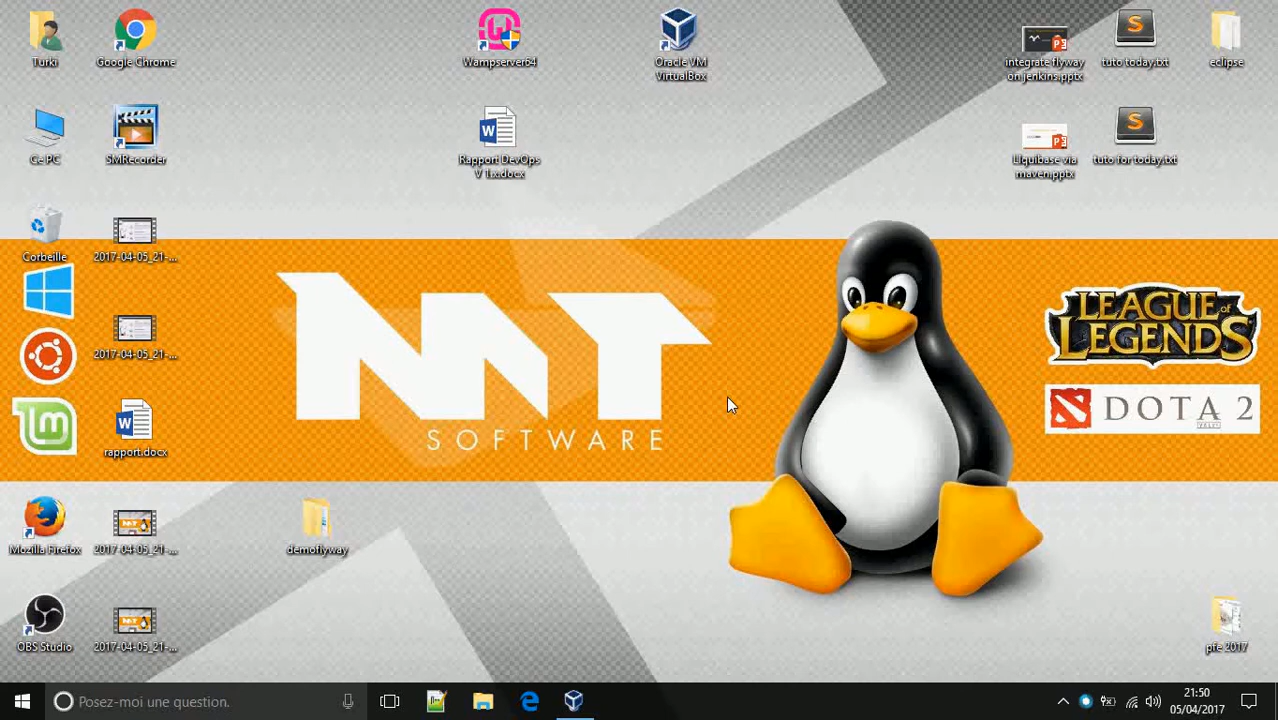 Turki
Google Chrome
Wampserver64
Oracle VM
VirtualBox
integrate flyway
on jenkins.pptx
tuto today.txt
eclipse
Ce PC
SMRecorder
Rapport DevOps
V 1.x.docx
Liquibase via
maven.pptx
tuto for today.txt
Corbeille
2017-04-05_21-...
2017-04-05_21-...
rapport.docx
NNT
SOFTWARE
LEAGUE of
LEGENDS
DOTA 2
VALVE
Mozilla Firefox
2017-04-05_21-...
demoflyway
OBS Studio
2017-04-05_21-...
pfe 2017
Posez-moi une question.
21:50
05/04/2017